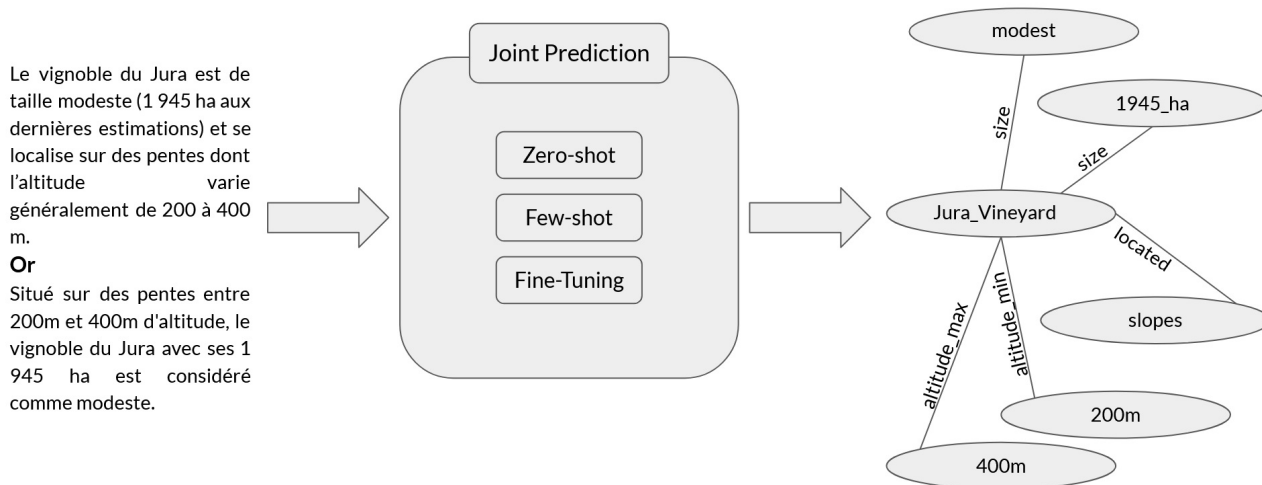 Le vignoble du Jura est de
taille modeste (1 945 ha aux
dernières estimations) et se
localise sur des pentes dont
l'altitude varie
généralement de 200 à 400
m.
Or
Situé sur des pentes entre
200m et 400m d'altitude, le
vignoble du Jura avec ses 1
945 ha est considéré
comme modeste.
Joint Prediction
Zero-shot
Few-shot
Fine-Tuning
modest
size
1945_ha
size
Jura_Vineyard
located
slopes
altitude_min
200m
altitude_max
400m